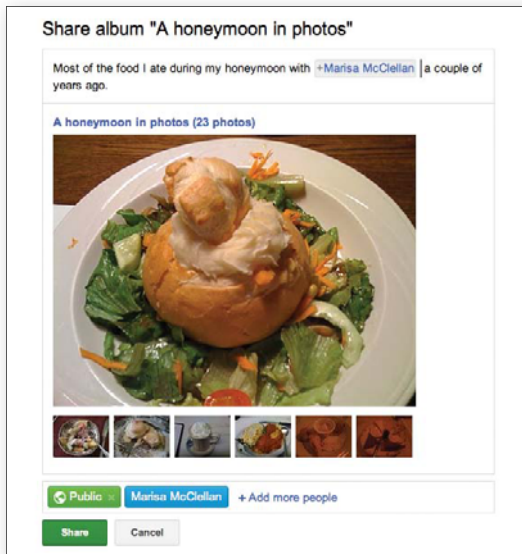 Share album "A honeymoon in photos"
Most of the food I ate during my honeymoon with +Marisa McClellan a couple of
years ago.
A honeymoon in photos (23 photos)
Public × Marisa McClellan + Add more people
Share Cancel